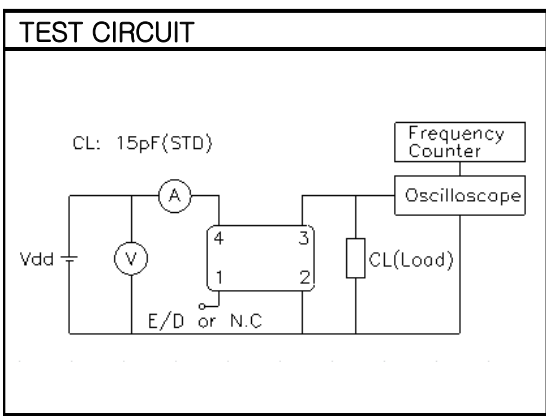 TEST CIRCUIT
CL: 15pF(STD)
Frequency
Counter
A
Oscilloscope
4 3
Vdd V CL(Load)
1 2
E/D or N.C